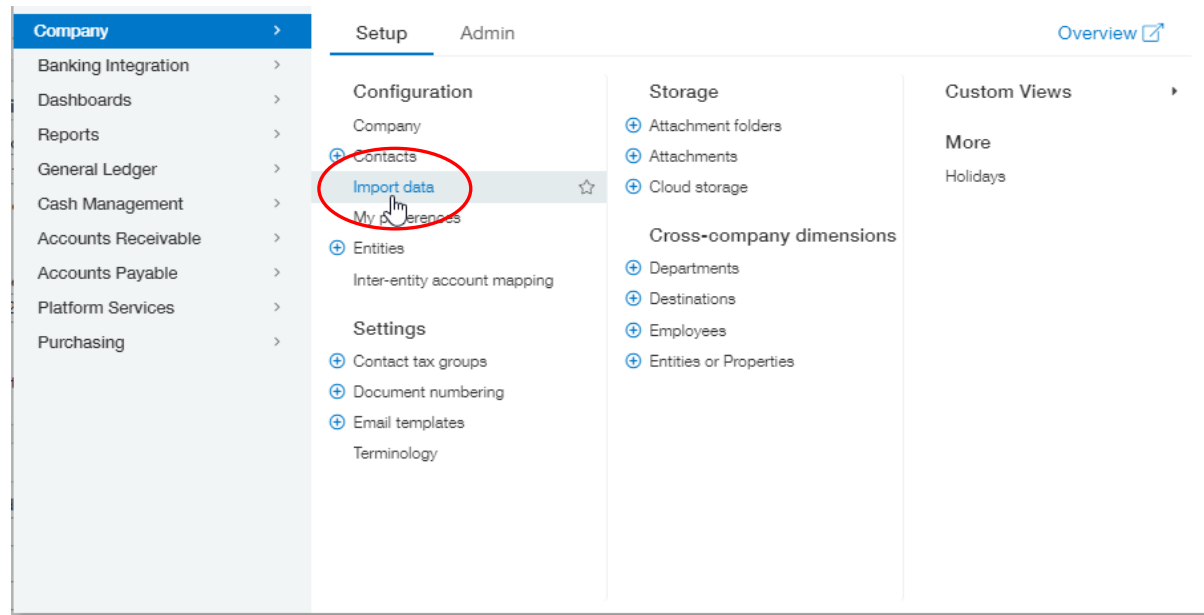 Company
Banking Integration
Dashboards
Reports
General Ledger
Cash Management
Accounts Receivable
Accounts Payable
Platform Services
Purchasing
Setup
Admin
Overview
Configuration
Company
Contacts
Import data
My preferences
Entities
Inter-entity account mapping
Settings
Contact tax groups
Document numbering
Email templates
Terminology
Storage
Attachment folders
Attachments
Cloud storage
Cross-company dimensions
Departments
Destinations
Employees
Entities or Properties
Custom Views
More
Holidays